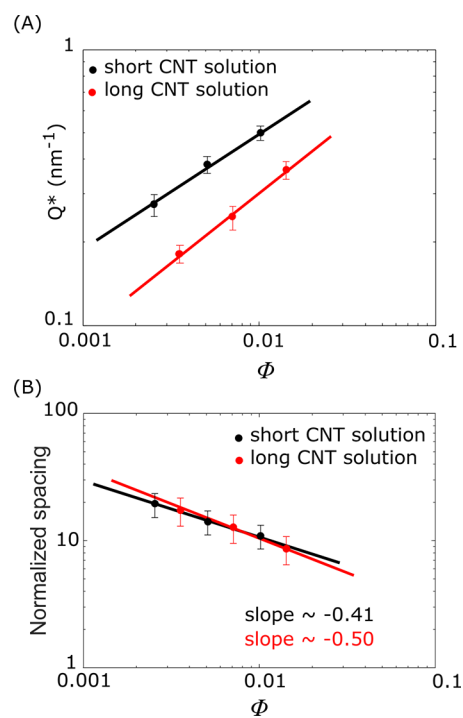 (A)
1
short CNT solution
long CNT solution
Q* (nm-1)
0.1
0.001
0.01
0.1
Φ
(B)
100
short CNT solution
long CNT solution
Normalized spacing
10
slope ~ -0.41
slope ~ -0.50
1
0.001
0.01
0.1
Φ